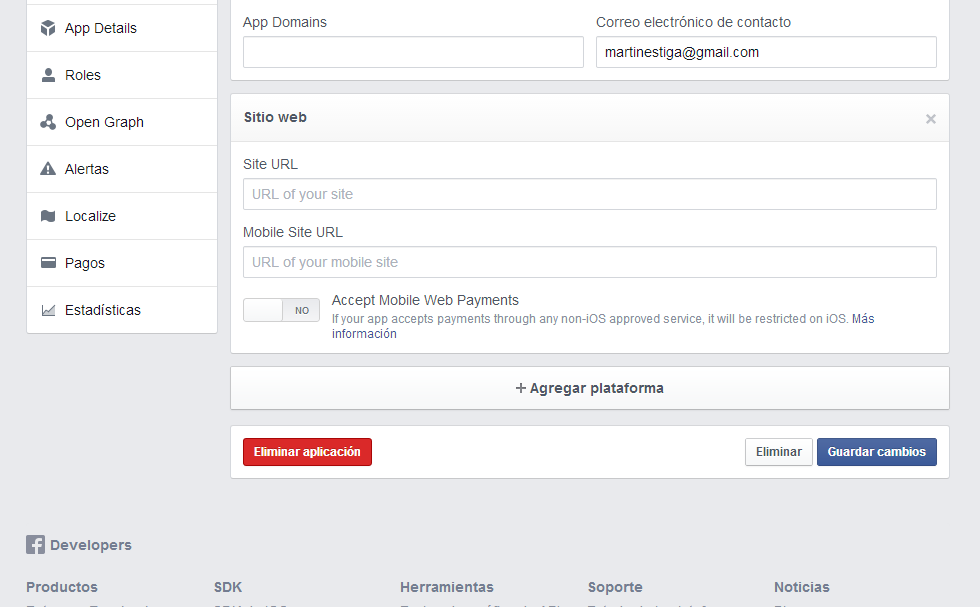 App Details
Roles
Open Graph
Alertas
Localize
Pagos
Estadísticas
App Domains
Correo electrónico de contacto
martinestiga@gmail.com
Sitio web
Site URL
URL of your site
Mobile Site URL
URL of your mobile site
NO
Accept Mobile Web Payments
If your app accepts payments through any non-iOS approved service, it will be restricted on iOS. Más
información
+ Agregar plataforma
Eliminar aplicación
Eliminar
Guardar cambios
Developers
Productos
SDK
Herramientas
Soporte
Noticias